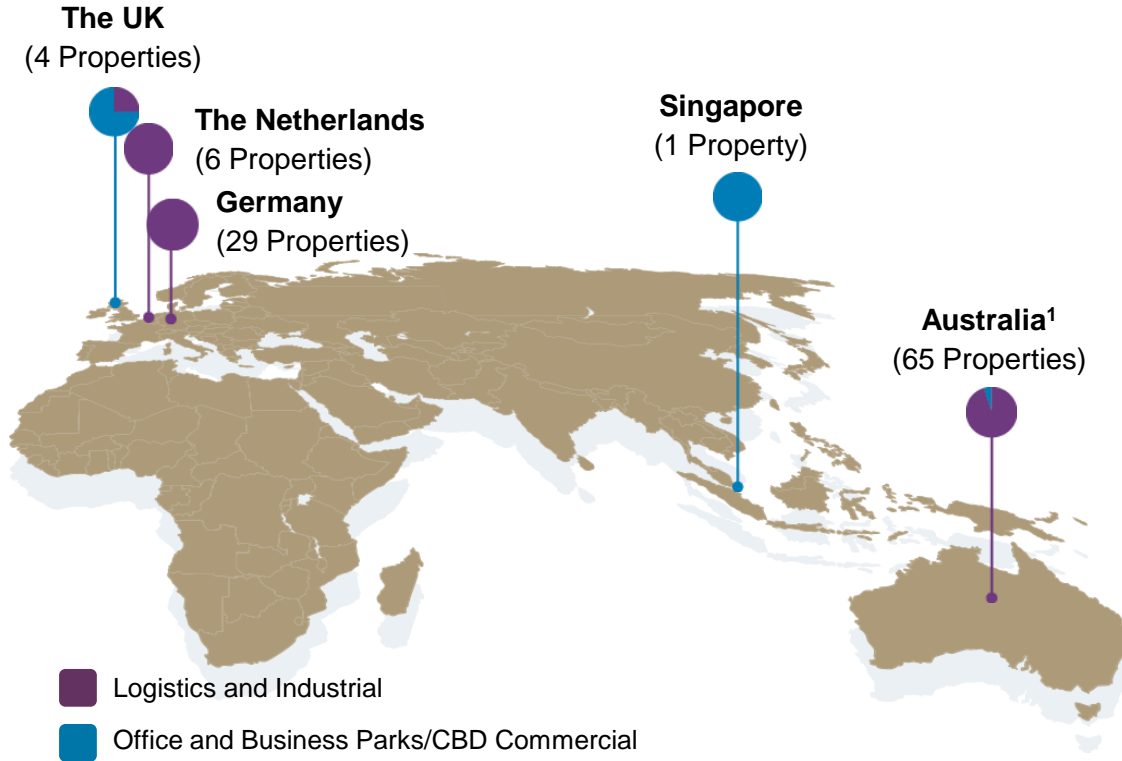 The UK
(4 Properties)
The Netherlands
(6 Properties)
Germany
(29 Properties)
Singapore
(1 Property)
Australia¹
(65 Properties)
Logistics and Industrial
Office and Business Parks/CBD Commercial